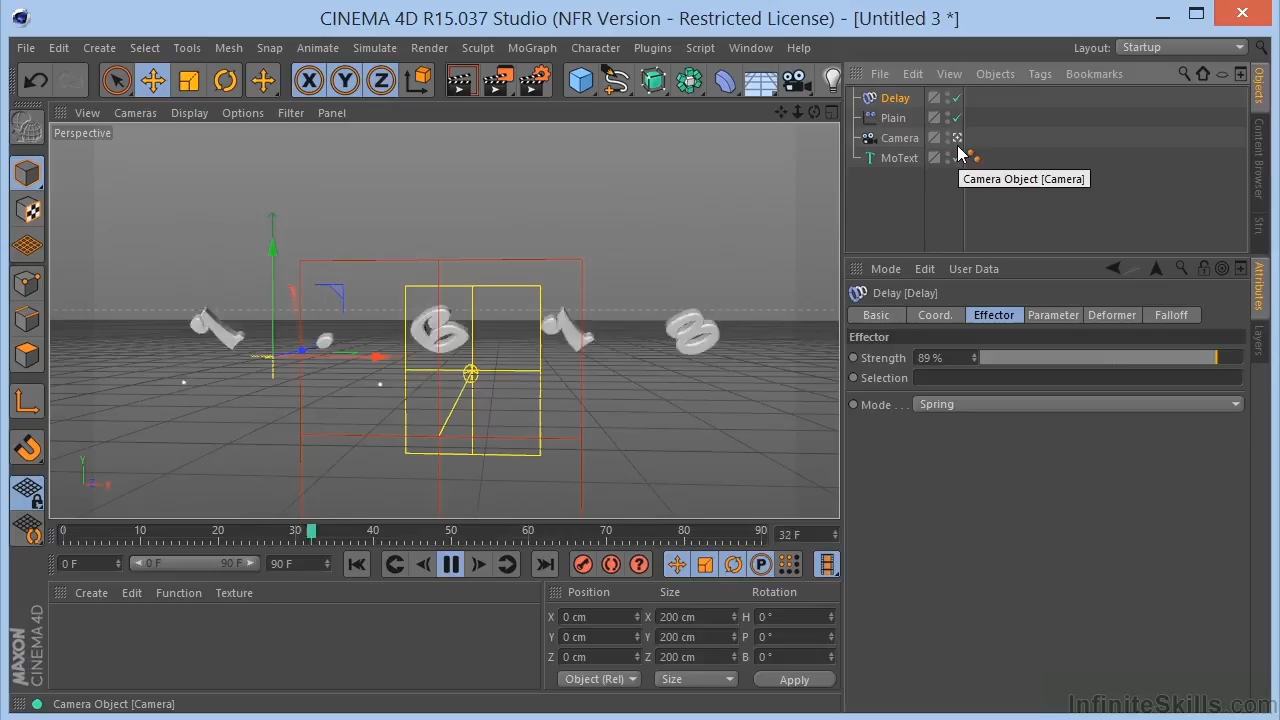 CINEMA 4D R15.037 Studio (NFR Version - Restricted License) - [Untitled 3 *]
File Edit Create Select Tools Mesh Snap Animate Simulate Render Sculpt MoGraph Character Plugins Script Window Help
Layout: Startup
X Y Z
File Edit View Objects Tags Bookmarks
View Cameras Display Options Filter Panel
Perspective
Delay
Plain
Camera
MoText
Camera Object [Camera]
Objects
Content Browser
Mode Edit User Data
Delay [Delay]
Basic Coord. Effector Parameter Deformer Falloff
Effector
Strength 89 %
Selection
Mode . . . Spring
Attributes
Layers
Y
0 10 20 30 40 50 60 70 80 90 32 F
0 F 0 F 90 F 90 F
Create Edit Function Texture
Position Size Rotation
X 0 cm X 200 cm H 0 °
Y 0 cm Y 200 cm P 0 °
Z 0 cm Z 200 cm B 0 °
Object (Rel) Size Apply
MAXON
CINEMA 4D
Camera Object [Camera]
InfiniteSkills.com